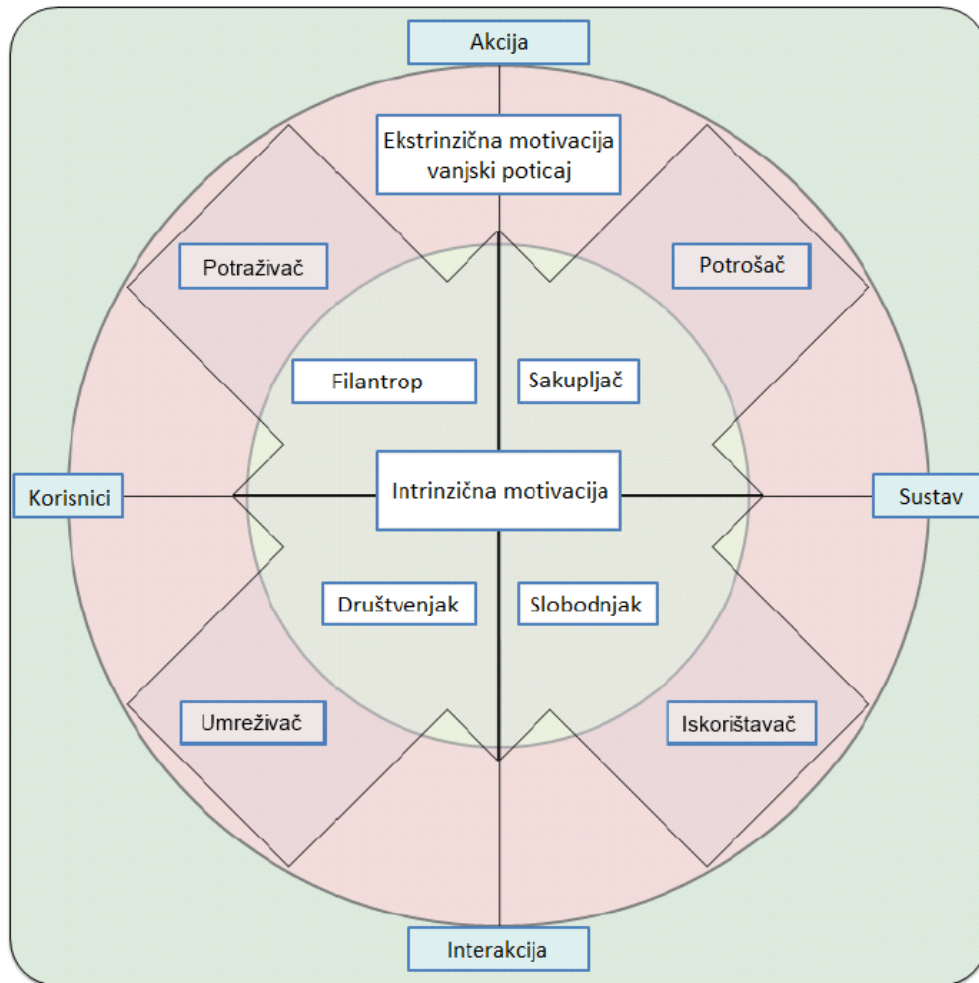 Akcija
Ekstrinzična motivacija
vanjski poticaj
Potraživač
Potrošač
Filantrop
Sakupljač
Korisnici
Intrinzična motivacija
Sustav
Društvenjak
Slobodnjak
Umreživač
Iskorištavač
Interakcija